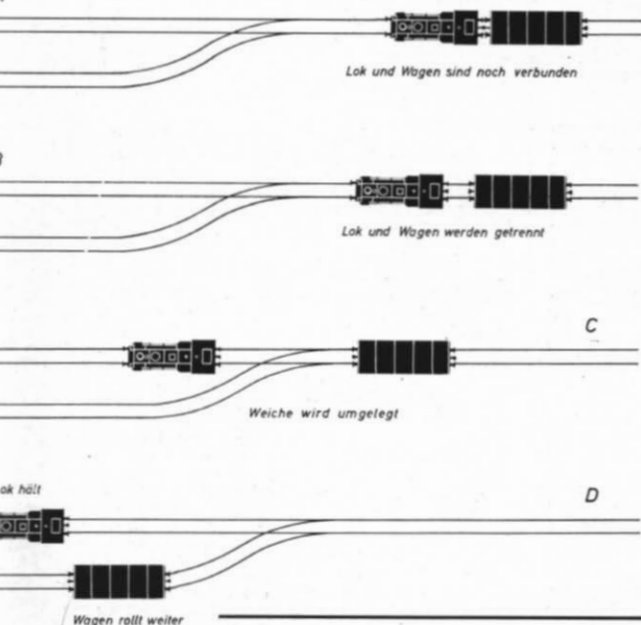 Lok und Wagen sind noch verbunden
Lok und Wagen werden getrennt
C
Weiche wird umgelegt
ok hält
D
Wagen rollt weiter